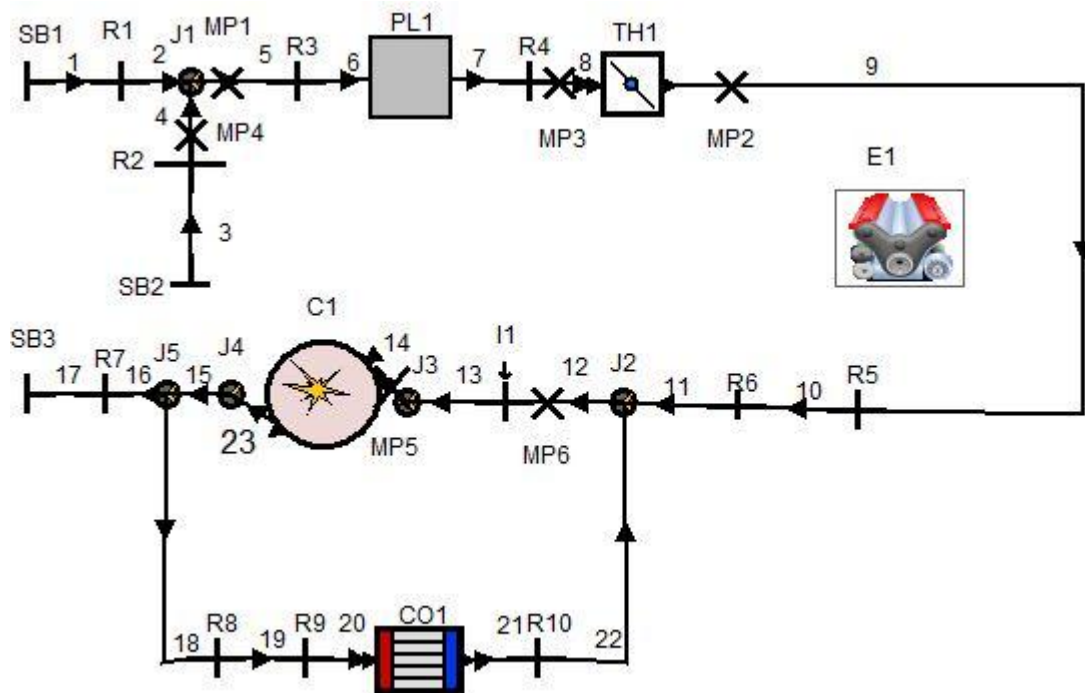 SB1 R1 J1 MP1 R3 PL1 R4 TH1
1 2 5 6 7 8 9
4 MP4 MP3 MP2
R2 E1
3
SB2
C1
SB3 R7 J5 J4 14 J3 I1 J2
17 16 15 13 12 11 R6 10 R5
23 MP5 MP6
R8 R9 CO1
18 19 20 21 R10 22